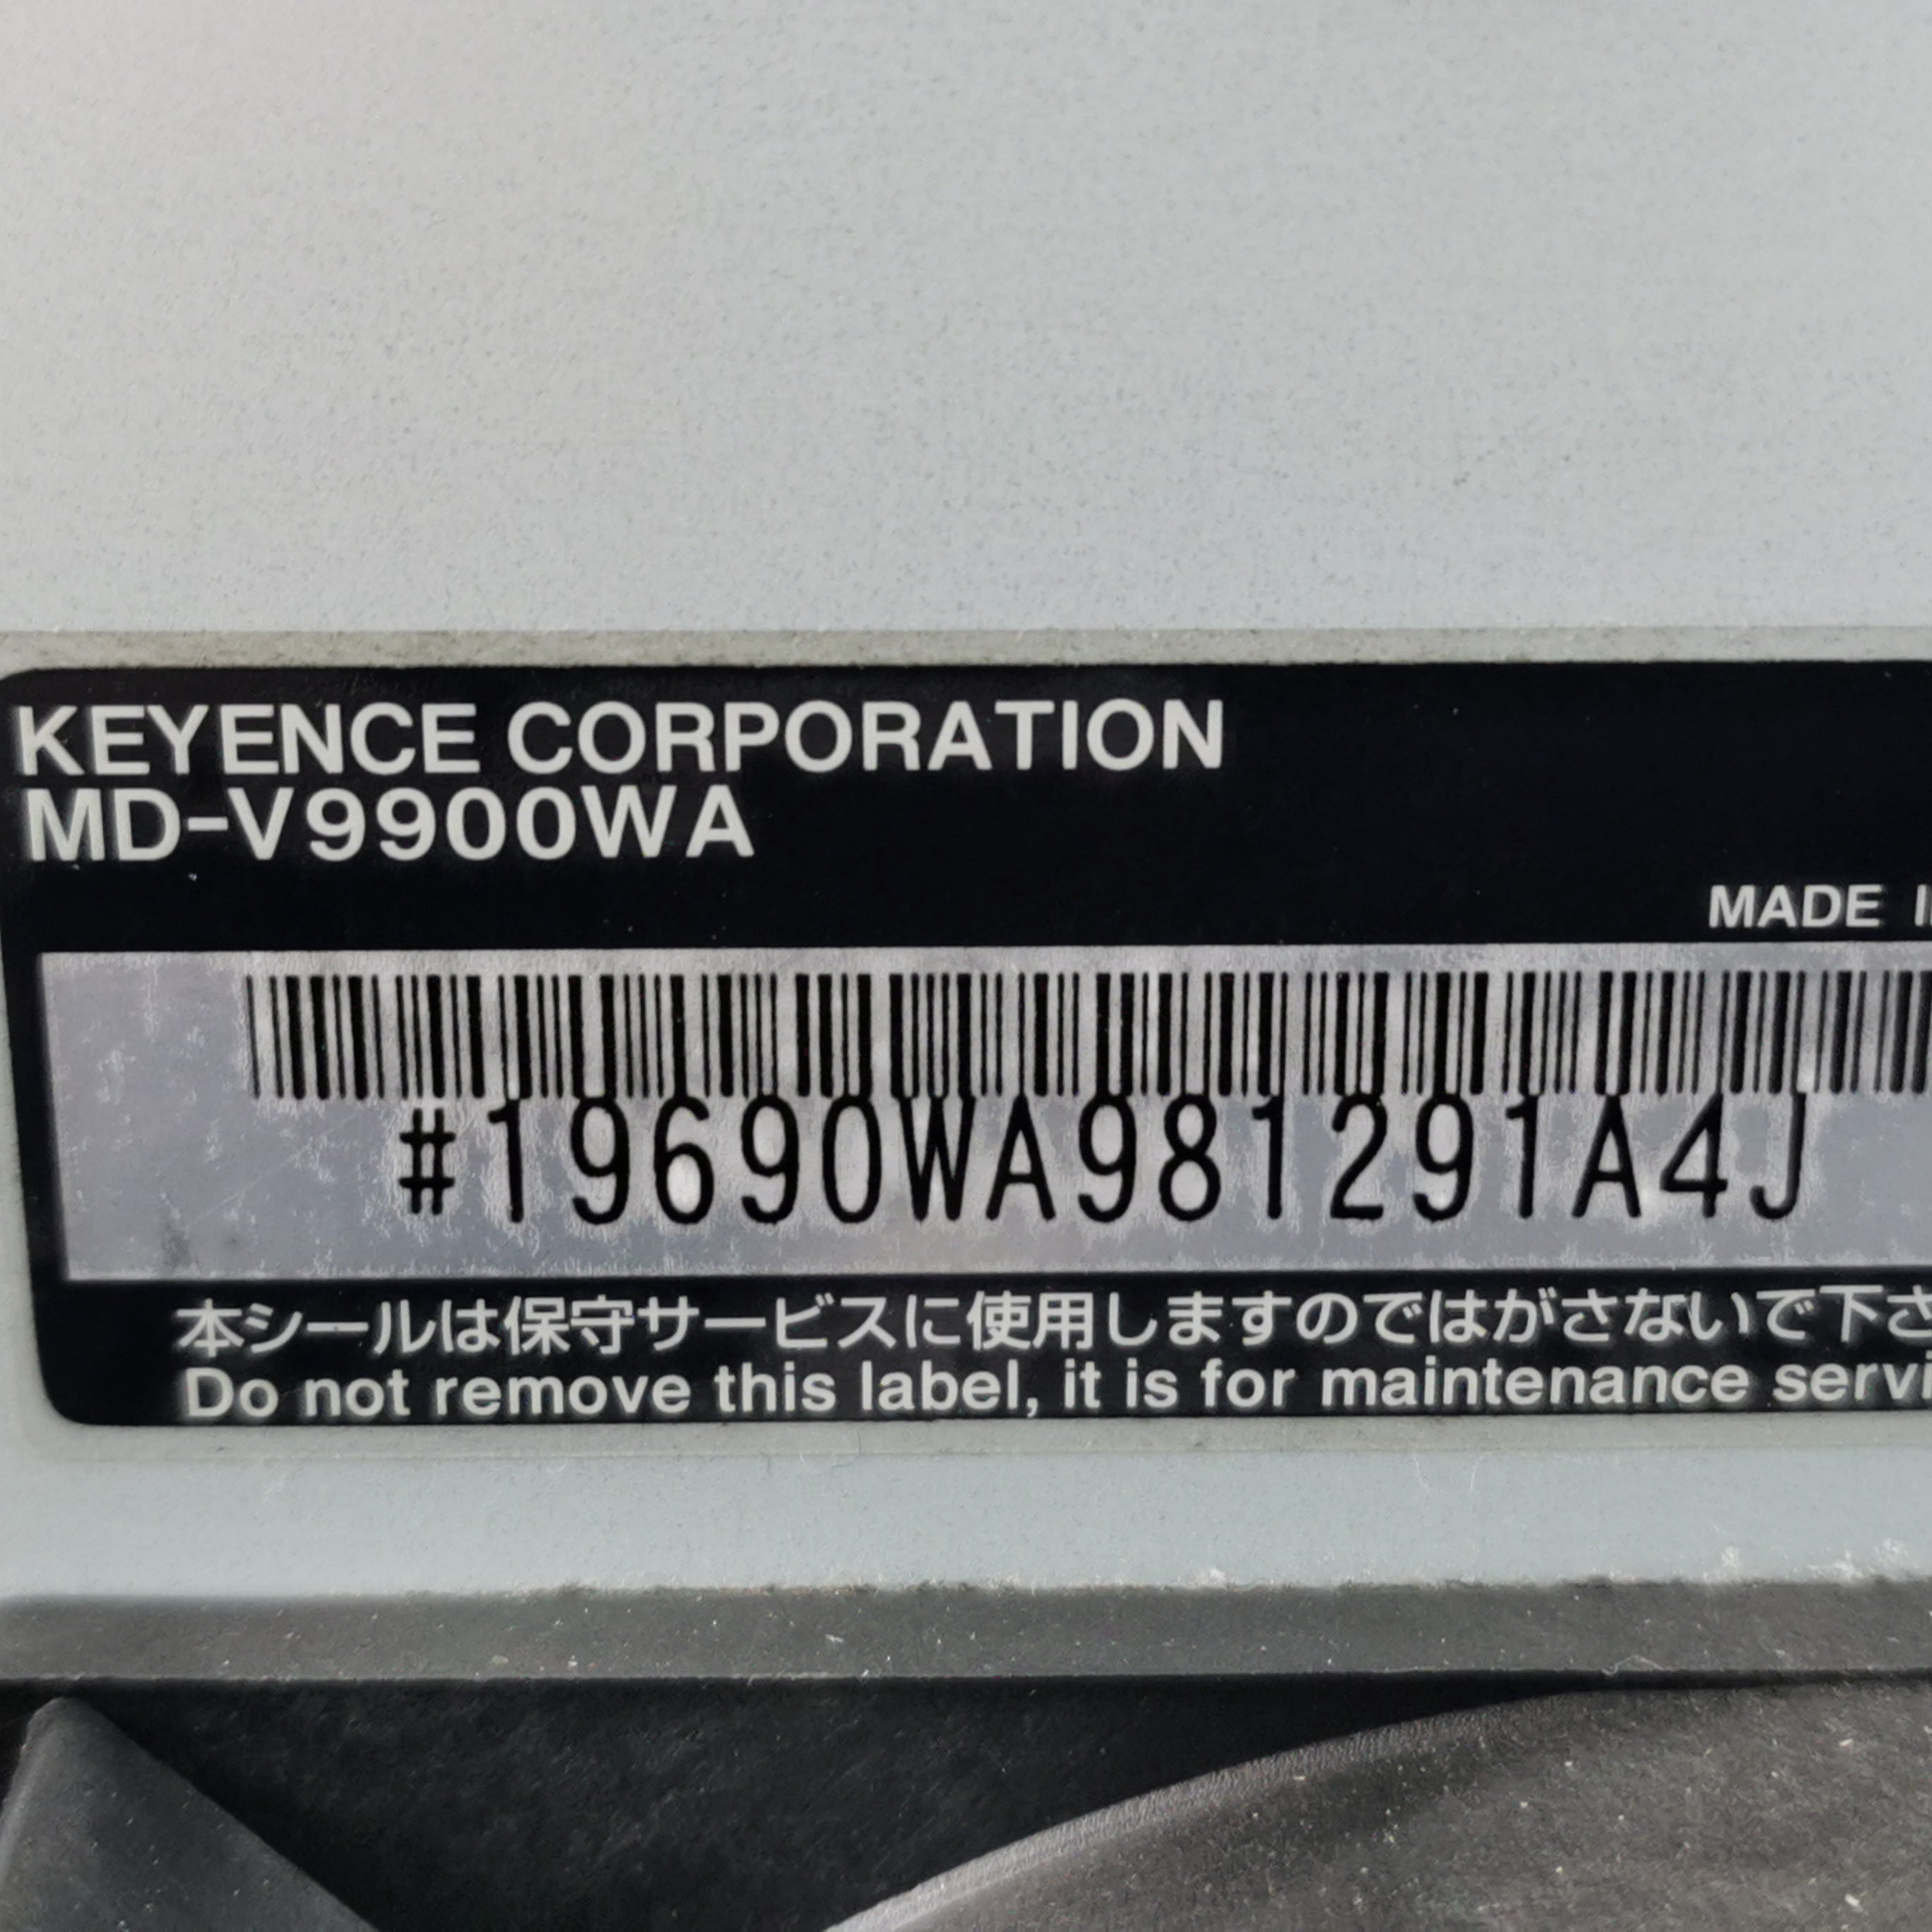 KEYENCE CORPORATION
MD-V9900WA
MADE
#19690WA981291A4J
本シールは保守サービスに使用しますのではがさないで下さ
Do not remove this label, it is for maintenance